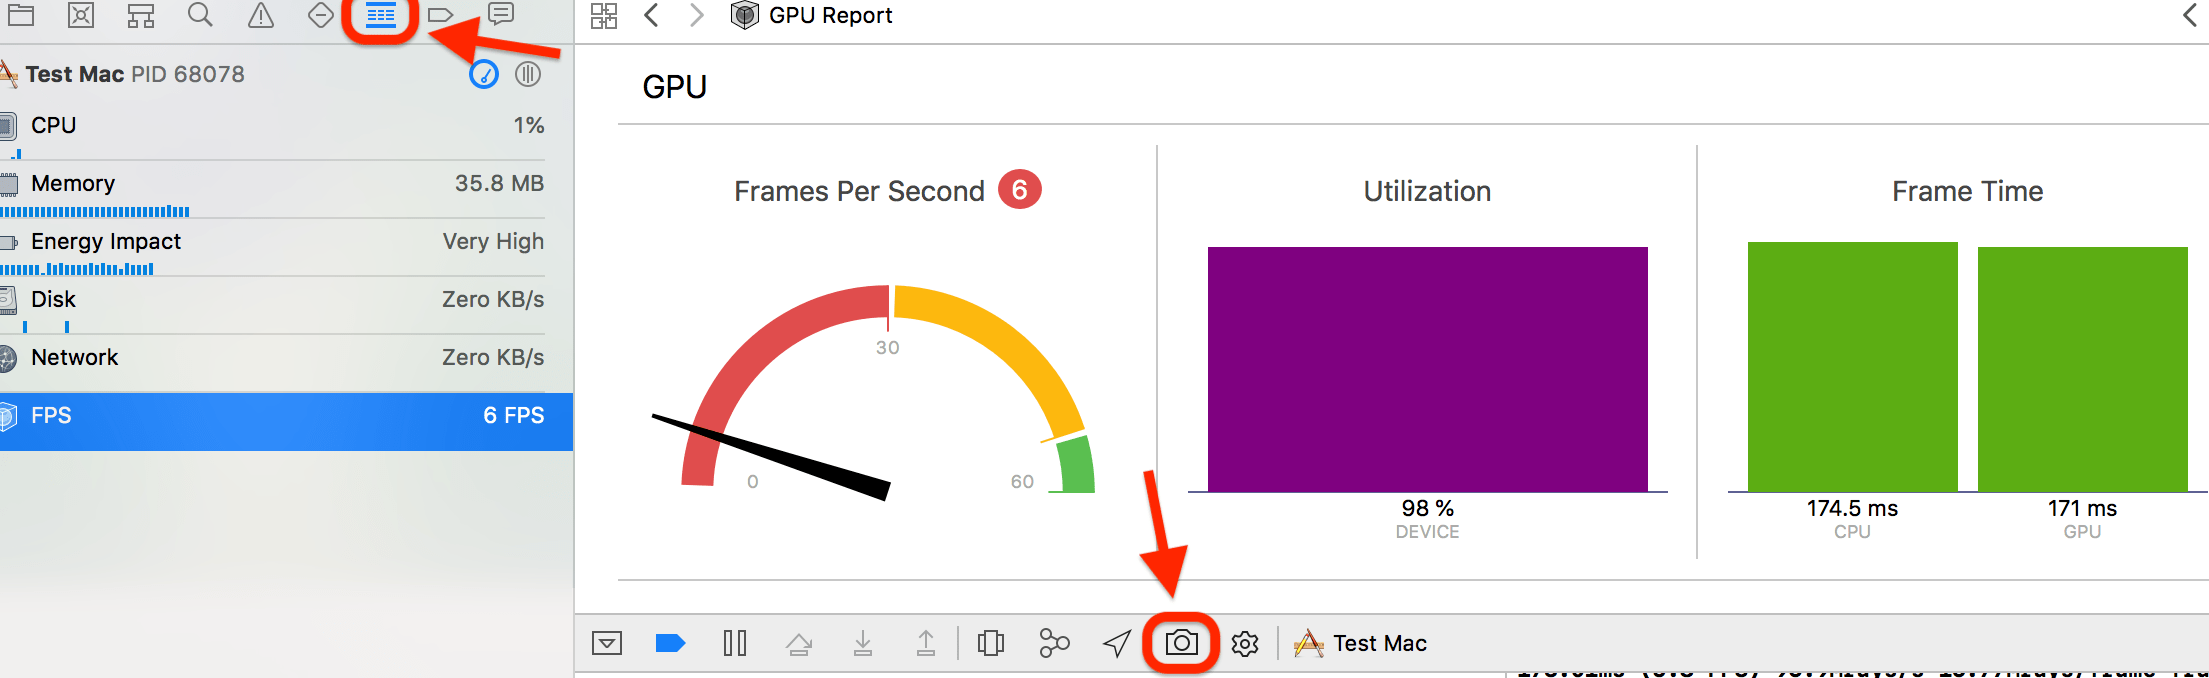 GPU Report
Test Mac PID 68078
CPU 1%
Memory 35.8 MB
Energy Impact Very High
Disk Zero KB/s
Network Zero KB/s
FPS 6 FPS
GPU
Frames Per Second 6
30
0
60
Utilization
98 %
DEVICE
Frame Time
174.5 ms
CPU
171 ms
GPU
Test Mac